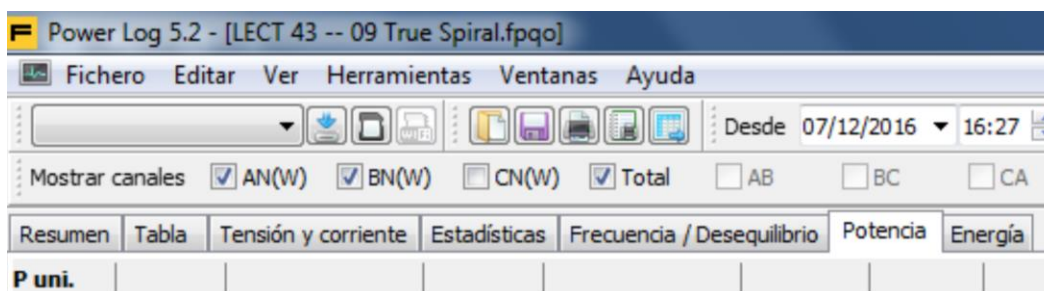 Power Log 5.2 - [LECT 43 -- 09 True Spiral.fpqo]
Fichero Editar Ver Herramientas Ventanas Ayuda
WiFi Desde 07/12/2016 16:27
Mostrar canales AN(W) BN(W) CN(W) Total AB BC CA
Resumen Tabla Tensión y corriente Estadísticas Frecuencia / Desequilibrio Potencia Energía
P uni.